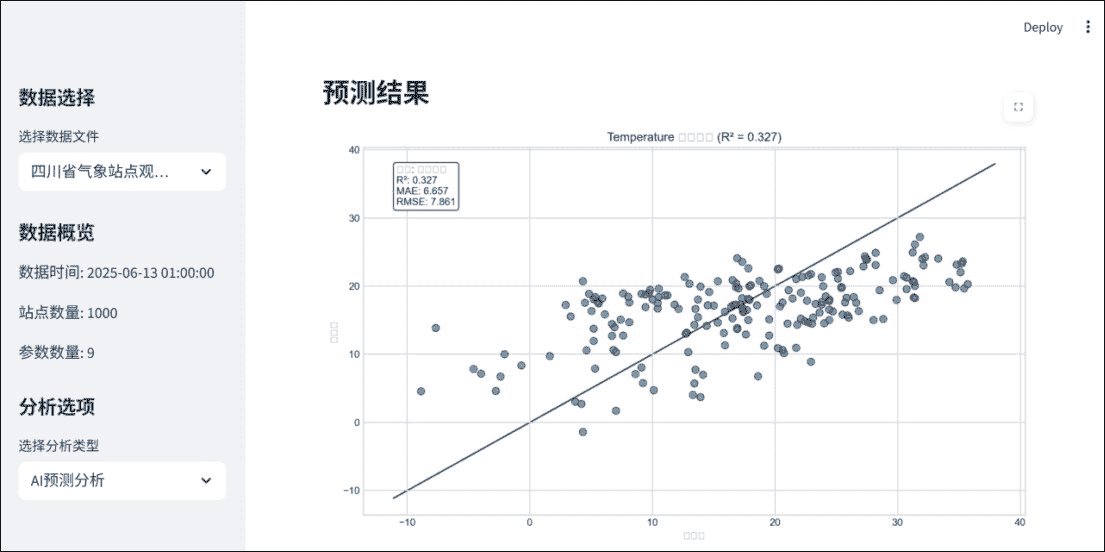 Deploy
数据选择
选择数据文件
四川省气象站点观…
数据概览
数据时间: 2025-06-13 01:00:00
站点数量: 1000
参数数量: 9
分析选项
选择分析类型
AI预测分析
预测结果
Temperature □□□□ (R² = 0.327)
□□: □□□□
R²: 0.327
MAE: 6.657
RMSE: 7.861
40
30
20
10
0
−10
□□□
−10 0 10 20 30 40
□□□